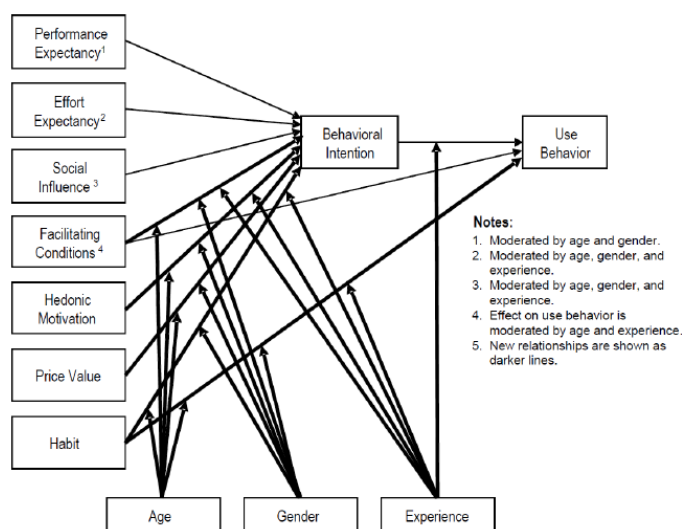 Performance
Expectancy¹
Effort
Expectancy²
Social
Influence ³
Facilitating
Conditions ⁴
Hedonic
Motivation
Price Value
Habit
Behavioral
Intention
Use
Behavior
Notes:
1. Moderated by age and gender.
2. Moderated by age, gender, and
experience.
3. Moderated by age, gender, and
experience.
4. Effect on use behavior is
moderated by age and experience.
5. New relationships are shown as
darker lines.
Age
Gender
Experience